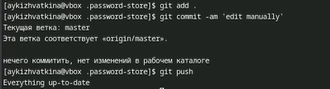 [aykizhvatkina@vbox .password-store]$ git add .
[aykizhvatkina@vbox .password-store]$ git commit -am 'edit manually'
Текущая ветка: master
Эта ветка соответствует «origin/master».
нечего коммитить, нет изменений в рабочем каталоге
[aykizhvatkina@vbox .password-store]$ git push
Everything up-to-date